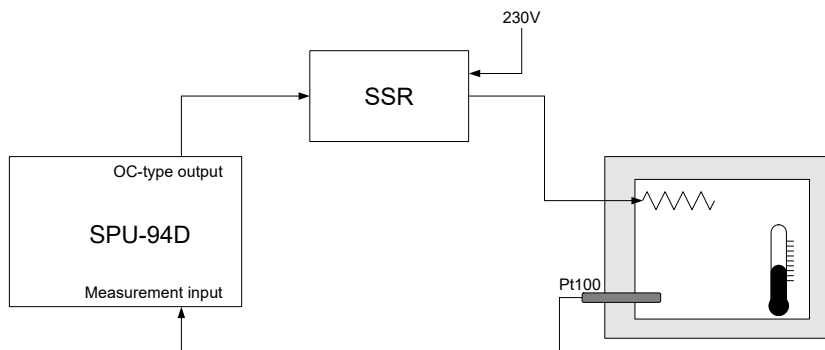 230V
SSR
OC-type output
SPU-94D
Measurement input
Pt100